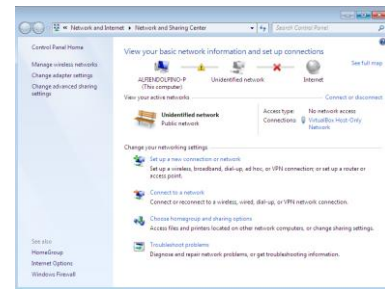 « Network and Internet ▸ Network and Sharing Center
Search Control Panel
Control Panel Home
Manage wireless networks
Change adapter settings
Change advanced sharing
settings
View your basic network information and set up connections
See full map
(This computer)
Unidentified network
Internet
View your active networks
Connect or disconnect
Unidentified network
Public network
Access type: No network access
Connections: VirtualBox Host-Only
Network
Change your networking settings
Set up a new connection or network
Set up a wireless, broadband, dial-up, ad hoc, or VPN connection; or set up a router or
access point.
Connect to a network
Connect or reconnect to a wireless, wired, dial-up, or VPN network connection.
Choose homegroup and sharing options
Access files and printers located on other network computers, or change sharing settings.
Troubleshoot problems
Diagnose and repair network problems, or get troubleshooting information.
See also
HomeGroup
Internet Options
Windows Firewall